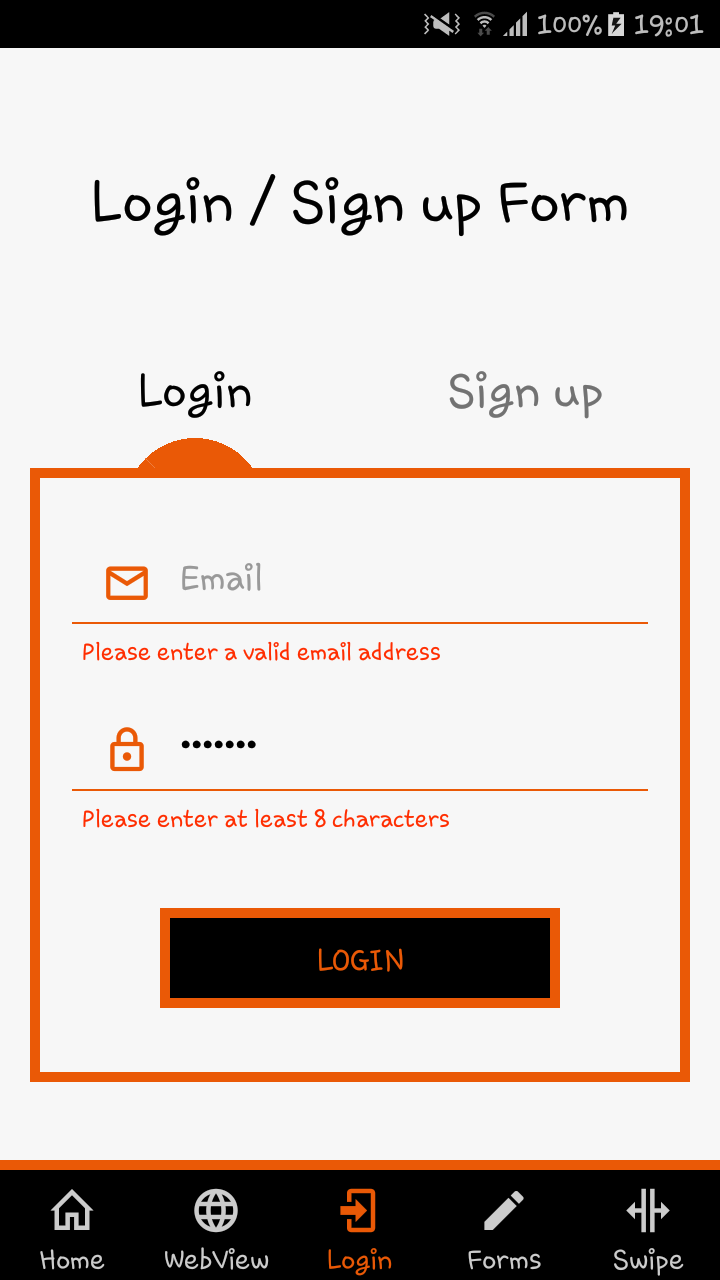 100% 19:01
Login / Sign up Form
Login Sign up
Email
Please enter a valid email address
•••••••
Please enter at least 8 characters
LOGIN
Home WebView Login Forms Swipe